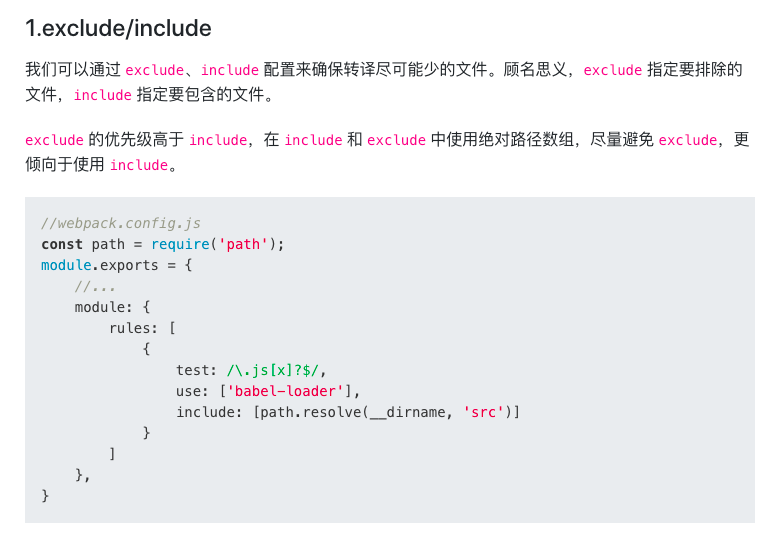 1.exclude/include
我们可以通过 exclude、include 配置来确保转译尽可能少的文件。顾名思义，exclude 指定要排除的
文件，include 指定要包含的文件。
exclude 的优先级高于 include，在 include 和 exclude 中使用绝对路径数组，尽量避免 exclude，更
倾向于使用 include。
//webpack.config.js
const path = require('path');
module.exports = {
    //...
    module: {
        rules: [
            {
                test: /\.js[x]?$/,
                use: ['babel-loader'],
                include: [path.resolve(__dirname, 'src')]
            }
        ]
    },
}